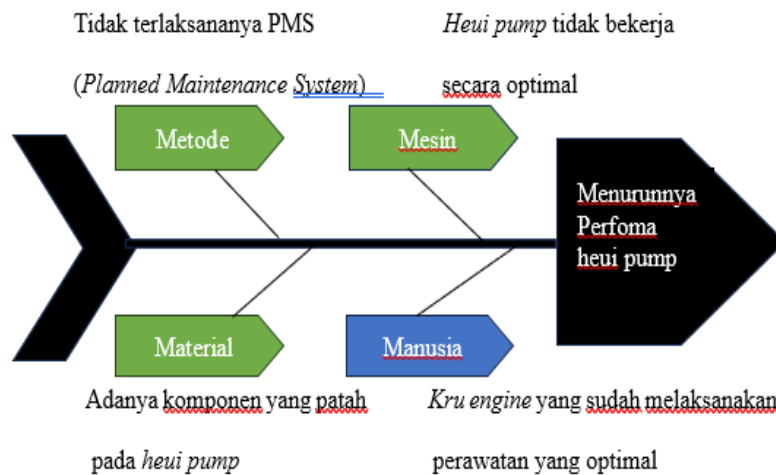 Tidak terlaksananya PMS
(Planned Maintenance System)
Heui pump tidak bekerja
secara optimal
Metode
Mesin
Menurunnya
Perfoma
heui pump
Material
Manusia
Adanya komponen yang patah
pada heui pump
Kru engine yang sudah melaksanakan
perawatan yang optimal